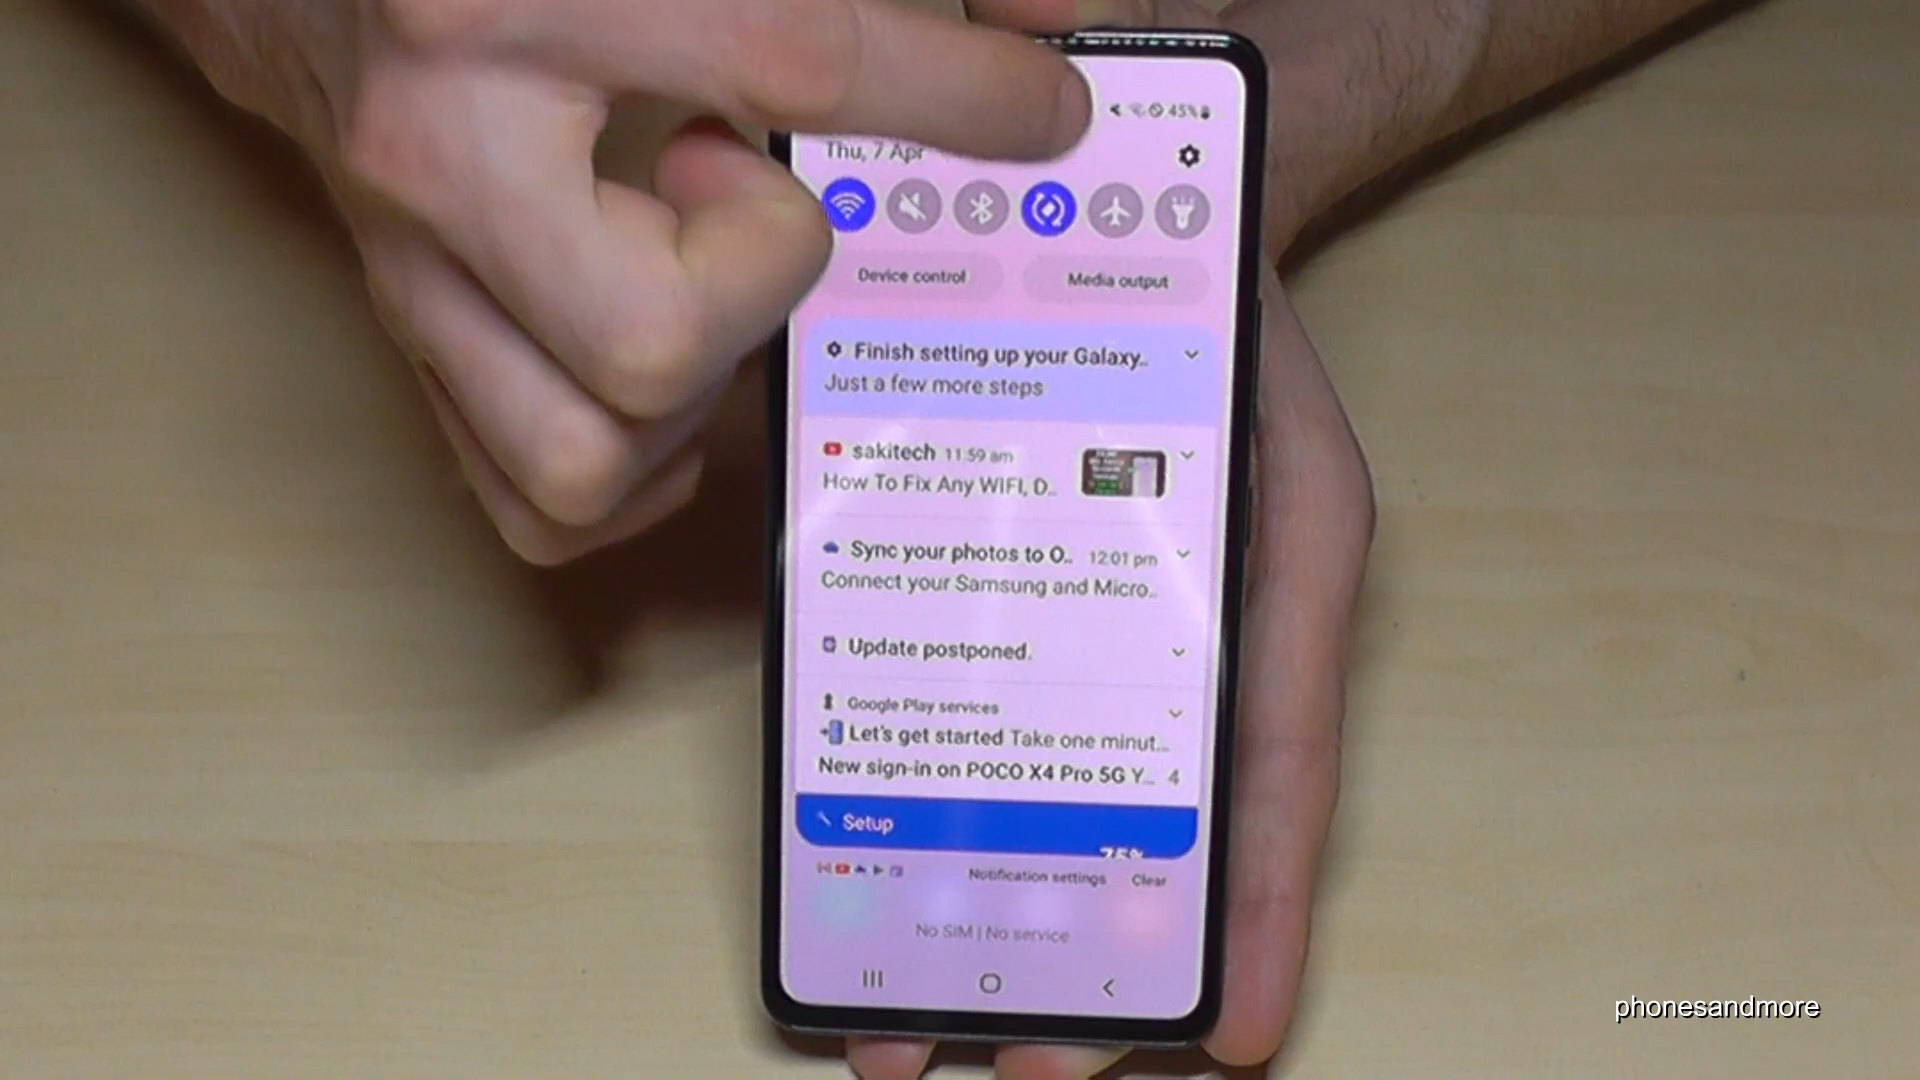 45%
Thu, 7 Apr
Device control
Media output
Finish setting up your Galaxy..
Just a few more steps
sakitech 11:59 am
How To Fix Any WIFI, D..
Sync your photos to O.. 12:01 pm
Connect your Samsung and Micro..
Update postponed.
Google Play services
Let's get started Take one minut...
New sign-in on POCO X4 Pro 5G Y... 4
Setup
75%
Notification settings
Clear
No SIM | No service
phonesandmore